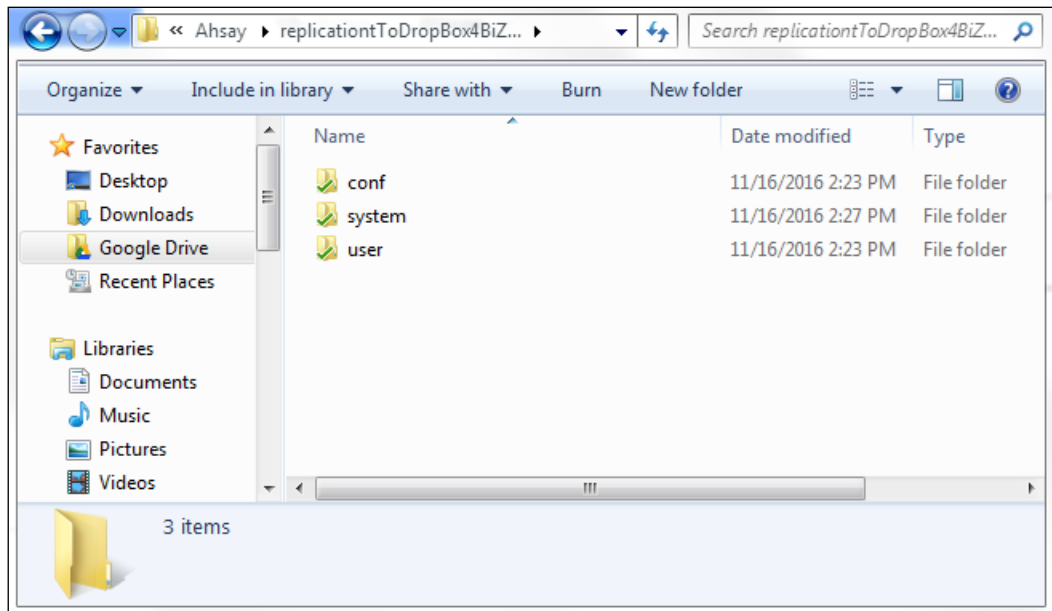 « Ahsay ▸ replicationtToDropBox4BiZ... ▸ Search replicationtToDropBox4BiZ...
Organize Include in library Share with Burn New folder
Name Date modified Type
Favorites
Desktop
Downloads
Google Drive
Recent Places
Libraries
Documents
Music
Pictures
Videos
conf 11/16/2016 2:23 PM File folder
system 11/16/2016 2:27 PM File folder
user 11/16/2016 2:23 PM File folder
3 items